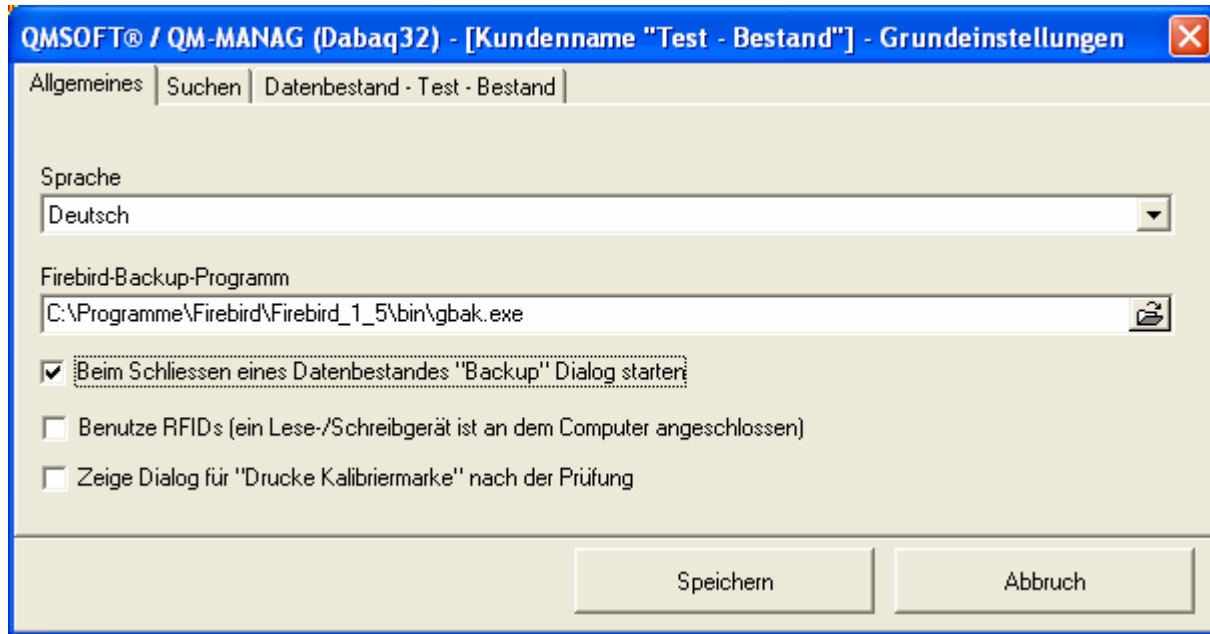 QMSOFT® / QM-MANAG (Dabaq32) - [Kundenname "Test - Bestand"] - Grundeinstellungen
Allgemeines Suchen Datenbestand - Test - Bestand
Sprache
Deutsch
Firebird-Backup-Programm
C:\Programme\Firebird\Firebird_1_5\bin\gbak.exe
Beim Schliessen eines Datenbestandes "Backup" Dialog starten
Benutze RFIDs (ein Lese-/Schreibgerät ist an dem Computer angeschlossen)
Zeige Dialog für "Drucke Kalibriermarke" nach der Prüfung
Speichern Abbruch